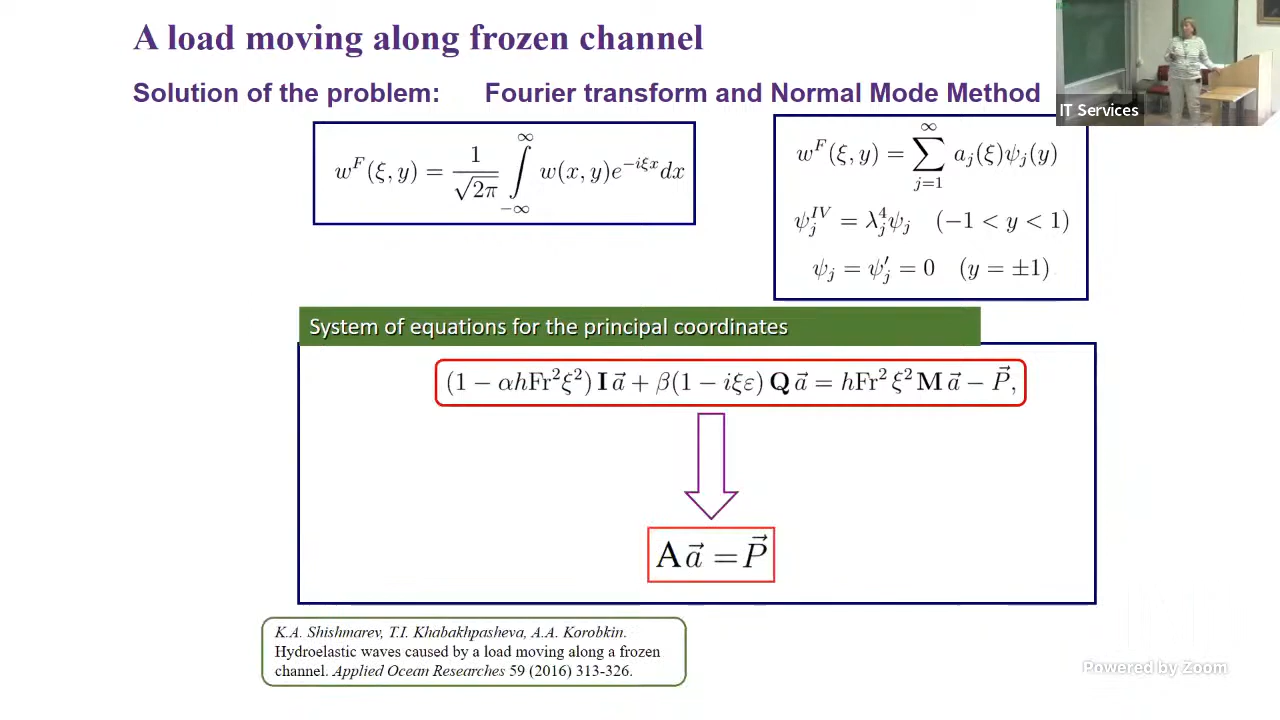 A load moving along frozen channel
Solution of the problem: Fourier transform and Normal Mode Method
IT Services
w^F(ξ, y) = 1/√2π ∫_{-∞}^{∞} w(x, y)e^{-iξx}dx
w^F(ξ, y) = ∑_{j=1}^{∞} a_j(ξ)ψ_j(y)
ψ_j^{IV} = λ_j^4 ψ_j (−1 < y < 1)
ψ_j = ψ′_j = 0 (y = ±1)
System of equations for the principal coordinates
(1 − αhFr²ξ²) I a⃗ + β(1 − iξε) Q a⃗ = hFr² ξ² M a⃗ − P⃗,
A a⃗ = P⃗
K.A. Shishmarev, T.I. Khabakhpasheva, A.A. Korobkin.
Hydroelastic waves caused by a load moving along a frozen
channel. Applied Ocean Researches 59 (2016) 313-326.
Powered by Zoom